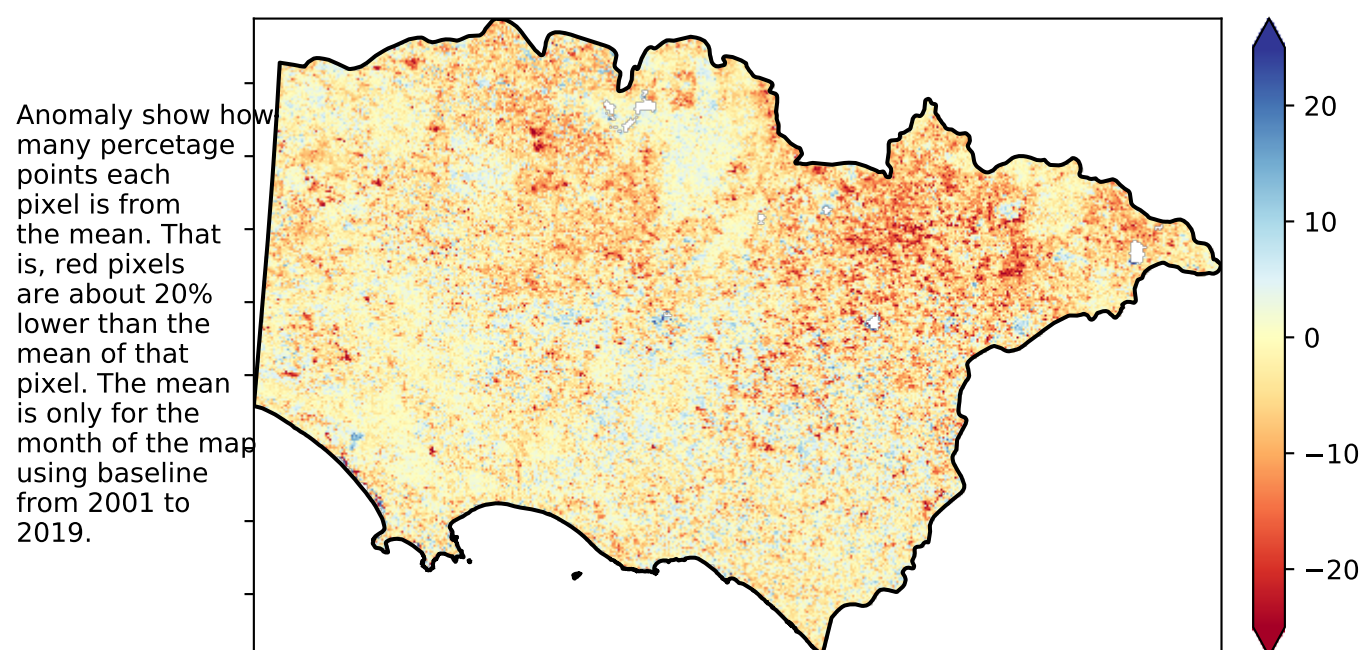 Anomaly show how
many percetage
points each
pixel is from
the mean. That
is, red pixels
are about 20%
lower than the
mean of that
pixel. The mean
is only for the
month of the map
using baseline
from 2001 to
2019.
20
10
0
−10
−20